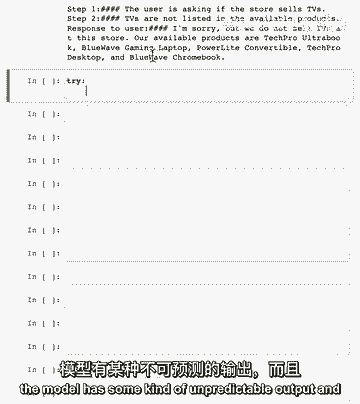 Step 1:#### The user is asking if the store sells TVs.
Step 2:#### TVs are not listed in the available products.
Response to user:#### I'm sorry, but we do not sell TVs a
t this store. Our available products are TechPro Ultraboo
k, BlueWave Gaming Laptop, PowerLite Convertible, TechPro
Desktop, and BlueWave Chromebook.
In [ ]: try:
In [ ]:
In [ ]:
In [ ]:
In [ ]:
In [ ]:
In [ ]:
In [ ]:
In [ ]:
In [ ]:
模型有某种不可预测的输出，而且
the model has some kind of unpredictable output and